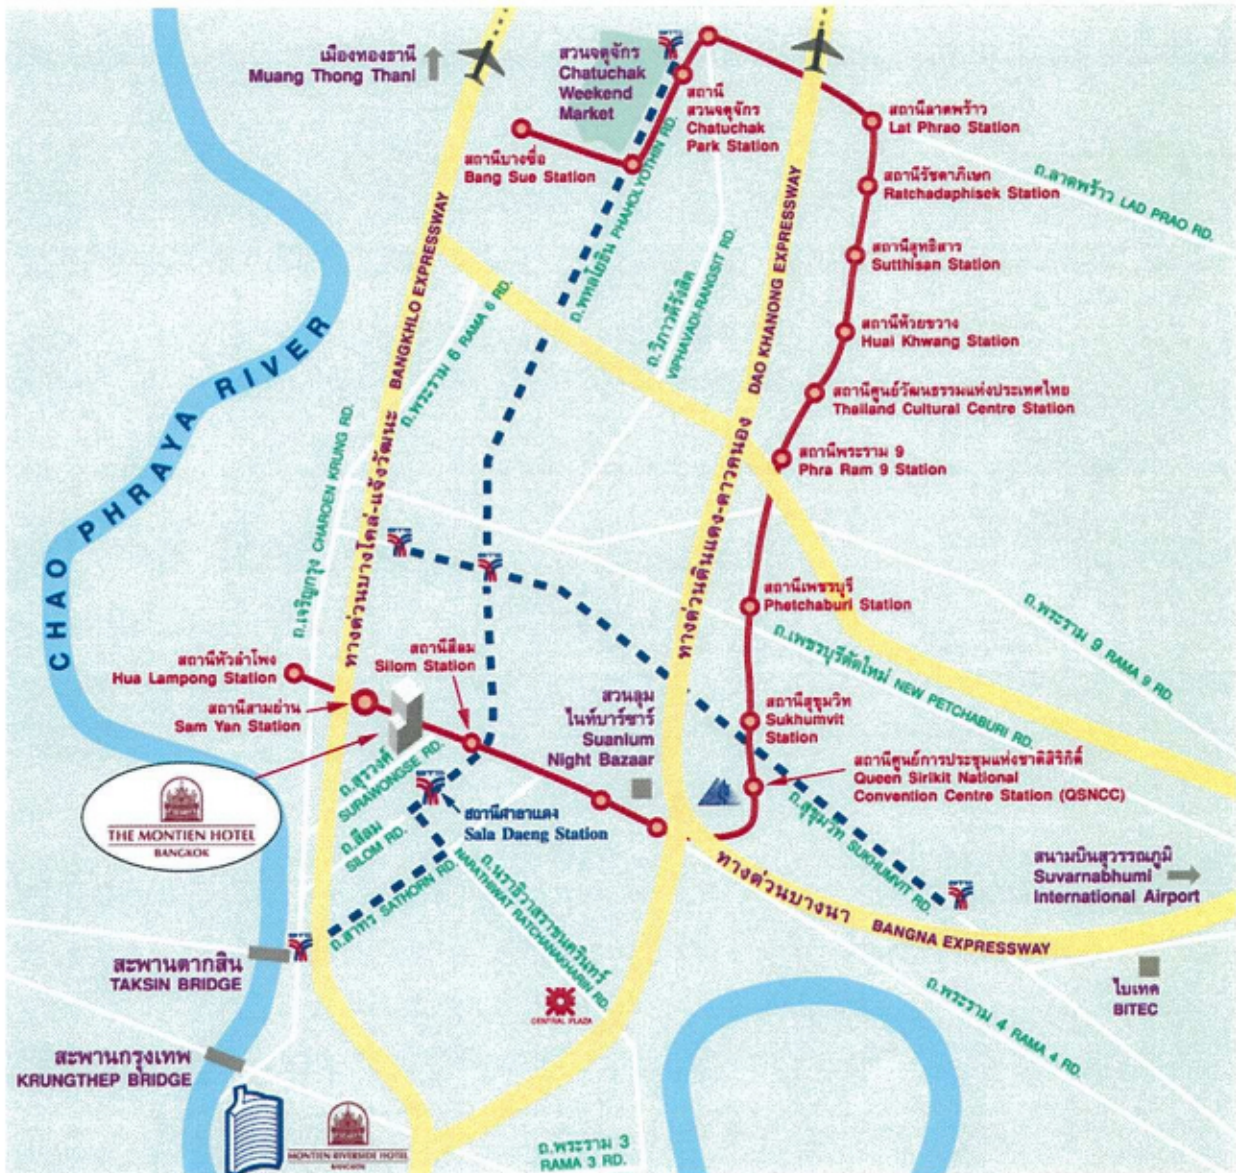 เมืองทองธานี
Muang Thong Thani
สวนจตุจักร
Chatuchak
Weekend
Market
สถานี
สวนจตุจักร
Chatuchak
Park Station
สถานีลาดพร้าว
Lat Phrao Station
สถานีบางซื่อ
Bang Sue Station
สถานีรัชดาภิเษก
Ratchadaphisek Station
ถ.ลาดพร้าว LAD PRAO RD.
สถานีสุทธิสาร
Sutthisan Station
ถ.พหลโยธิน PHAHOLYOTHIN RD.
ถ.วิภาวดีรังสิต
VIPHAVADI-RANGSIT RD.
สถานีห้วยขวาง
Huai Khwang Station
สถานีศูนย์วัฒนธรรมแห่งประเทศไทย
Thailand Cultural Centre Station
สถานีพระราม 9
Phra Ram 9 Station
CHAO PHRAYA RIVER
ทางด่วนบางโคล่-แจ้งวัฒนะ BANGKHLO EXPRESSWAY
ถ.พระราม 6 RAMA 6 RD.
ถ.เจริญกรุง CHAROEN KRUNG RD.
ทางด่วนดินแดง-ดาวคนอง DAO KHANONG EXPRESSWAY
สถานีเพชรบุรี
Phetchaburi Station
ถ.พระราม 9 RAMA 9 RD.
ถ.เพชรบุรีตัดใหม่ NEW PETCHABURI RD.
สถานีหัวลำโพง
Hua Lampong Station
สถานีสามย่าน
Sam Yan Station
สถานีสีลม
Silom Station
สวนลุม
ไนท์บาร์ซาร์
Suanlum
Night Bazaar
สถานีสุขุมวิท
Sukhumvit
Station
สถานีศูนย์การประชุมแห่งชาติสิริกิติ์
Queen Sirikit National
Convention Centre Station (QSNCC)
THE MONTIEN HOTEL
BANGKOK
ถ.สุรวงศ์
SURAWONGSE RD.
ถ.สีลม
SILOM RD.
สถานีศาลาแดง
Sala Daeng Station
ถ.สุขุมวิท SUKHUMVIT RD.
ถ.สาทร SATHORN RD.
ถ.นราธิวาสราชนครินทร์
NARATHIWAT RATCHANAKHARIN RD.
ทางด่วนบางนา BANGNA EXPRESSWAY
สนามบินสุวรรณภูมิ
Suvarnabhumi
International Airport
สะพานตากสิน
TAKSIN BRIDGE
ไบเทค
BITEC
CENTRAL PLAZA
ถ.พระราม 4 RAMA 4 RD.
สะพานกรุงเทพ
KRUNGTHEP BRIDGE
MONTIEN RIVERSIDE HOTEL
BANGKOK
ถ.พระราม 3
RAMA 3 RD.